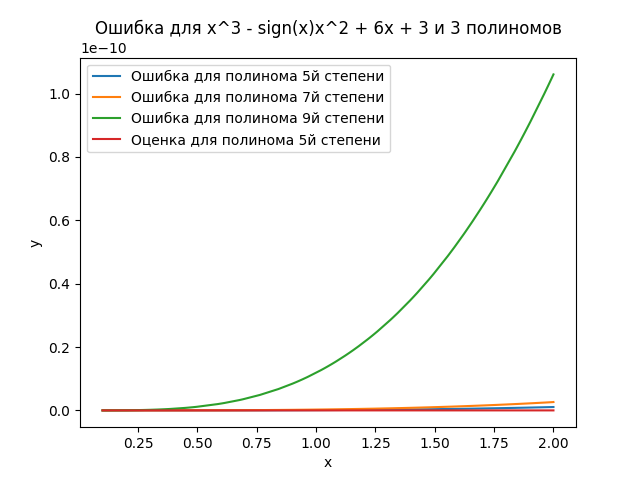 Ошибка для x^3 - sign(x)x^2 + 6x + 3 и 3 полиномов
1e−10
Ошибка для полинома 5й степени
Ошибка для полинома 7й степени
Ошибка для полинома 9й степени
Оценка для полинома 5й степени
1.0
0.8
0.6
0.4
0.2
0.0
y
0.25 0.50 0.75 1.00 1.25 1.50 1.75 2.00
x